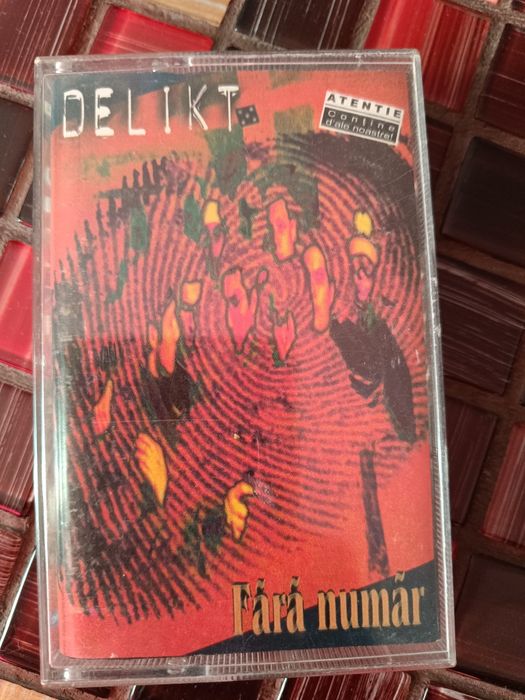 DELIKT
ATENTIE
Contine
d'ale noastre!
Fără număr